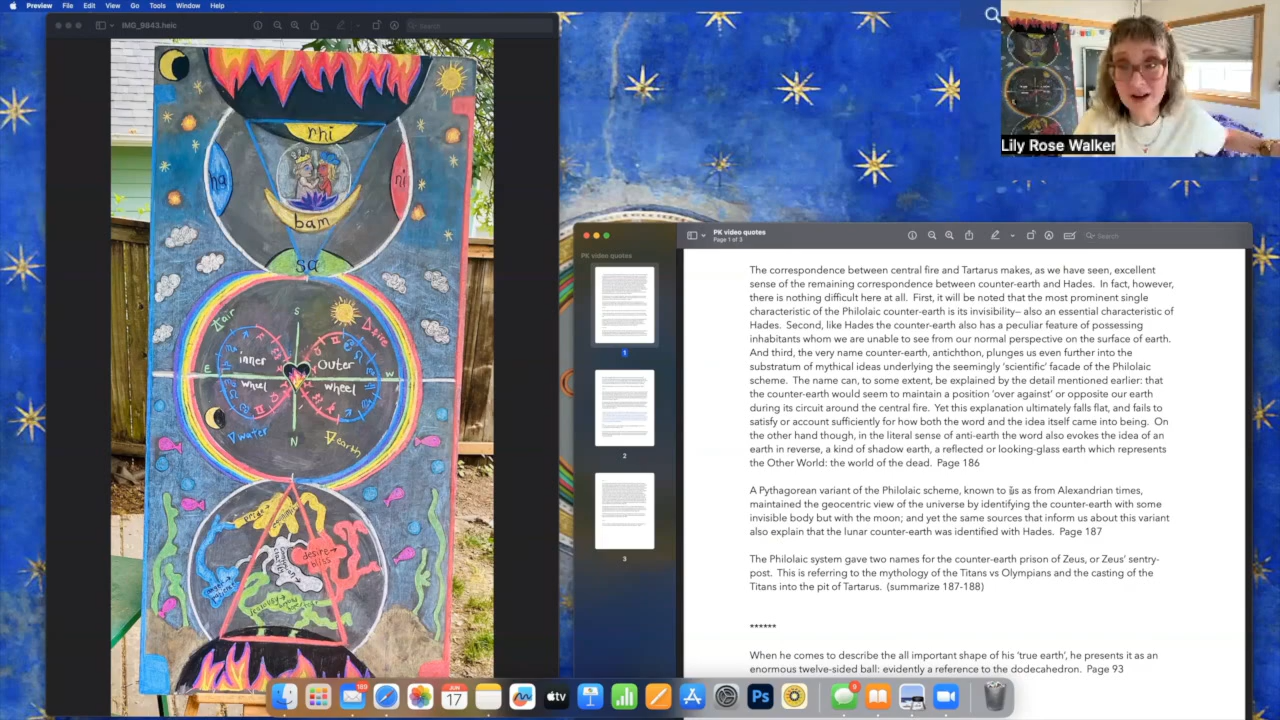 Preview File Edit View Go Tools Window Help
IMG_9843.heic
Search
rhi
hg
ni
bam
sa
air
S
inner
wheel
Outer
wheel
E
W
N
water
fire
desire
bliss
Lily Rose Walker
PK video quotes
Page 1 of 3
Search
PK video quotes
1
2
3
The correspondence between central fire and Tartarus makes, as we have seen, excellent
sense of the remaining correspondence between counter-earth and Hades. In fact, however,
there is nothing difficult here at all. First, it will be noted that the most prominent single
characteristic of the Philolaic counter-earth is its invisibility– also an essential characteristic of
Hades. Second, like Hades the counter-earth also has a peculiar feature of possessing
inhabitants whom we are unable to see from our normal perspective on the surface of earth.
And third, the very name counter-earth, antichthon, plunges us even further into the
substratum of mythical ideas underlying the seemingly 'scientific' facade of the Philolaic
scheme. The name can, to some extent, be explained by the detail mentioned earlier: that
the counter-earth would seem to maintain a position 'over against' or opposite our earth
during its circuit around the central fire. Yet this explanation ultimately falls flat, and fails to
satisfy or account sufficiently for how both the word and the idea itself came into being. On
the other hand though, in the literal sense of anti-earth the word also evokes the idea of an
earth in reverse, a kind of shadow earth, a reflected or looking-glass earth which represents
the Other World: the world of the dead. Page 186
A Pythagorean variant of the Philolaic scheme, known to us as from Alexandrian times,
maintained the geocentric view of the universe by identifying the counter-earth with some
invisible body but with the moon; and yet the same sources that inform us about this variant
also explain that the lunar counter-earth was identified with Hades. Page 187
The Philolaic system gave two names for the counter-earth prison of Zeus, or Zeus' sentry-
post. This is referring to the mythology of the Titans vs Olympians and the casting of the
Titans into the pit of Tartarus. (summarize 187-188)
******
When he comes to describe the all important shape of his 'true earth', he presents it as an
enormous twelve-sided ball: evidently a reference to the dodecahedron. Page 93
JUN
17
tv
Ps